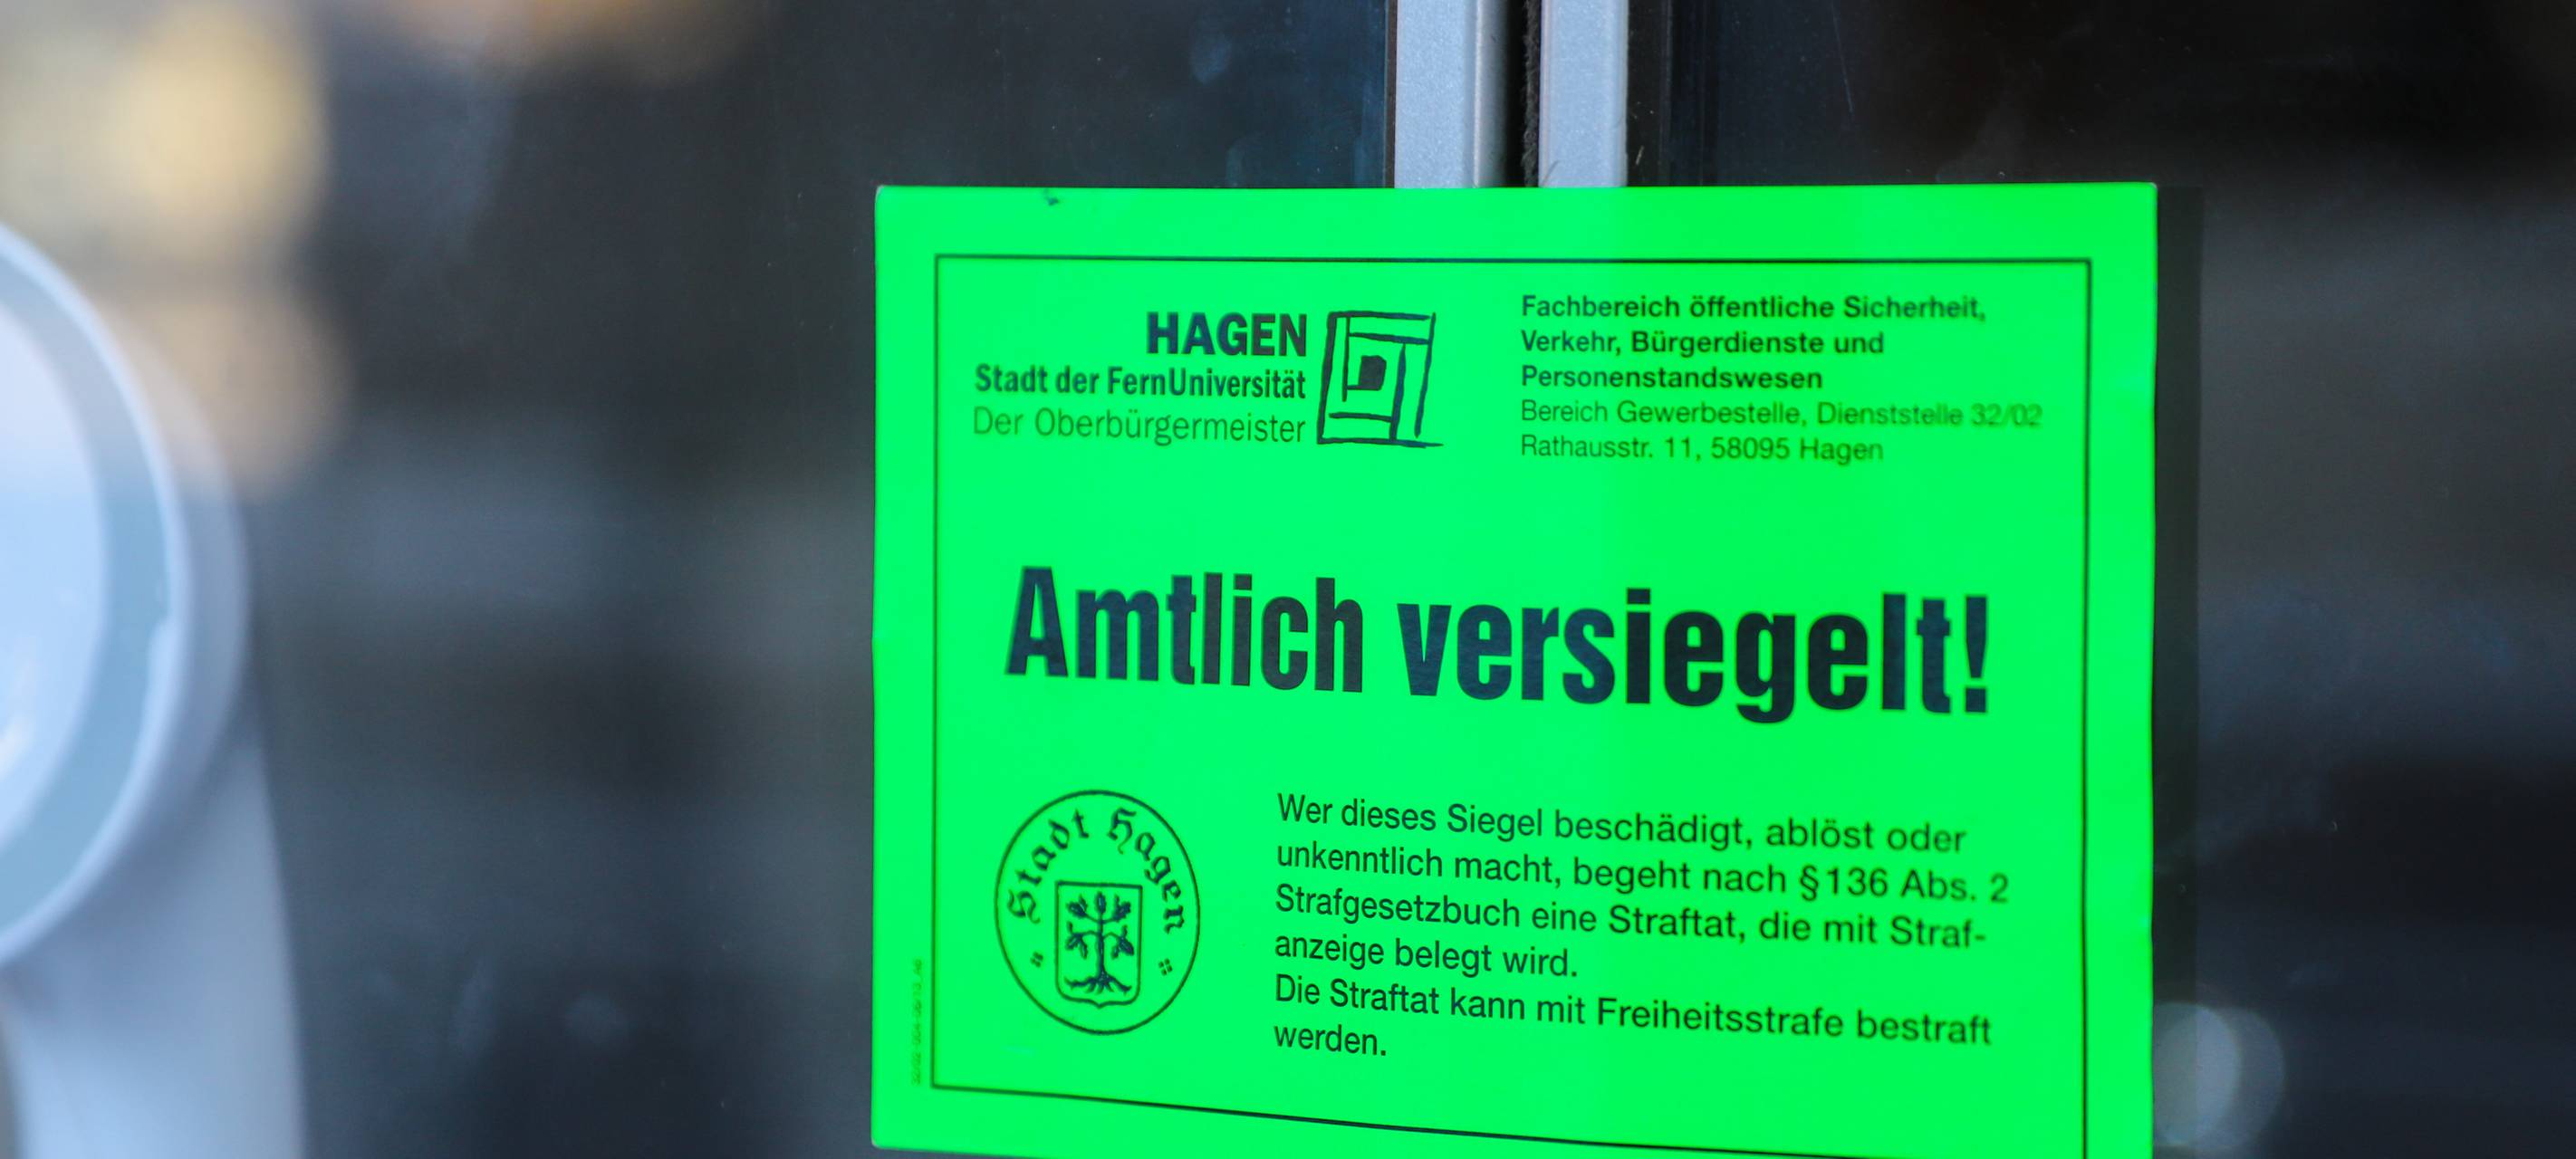 HAGEN
Stadt der FernUniversität
Der Oberbürgermeister
Fachbereich öffentliche Sicherheit,
Verkehr, Bürgerdienste und
Personenstandswesen
Bereich Gewerbestelle, Dienststelle 32/02
Rathausstr. 11, 58095 Hagen
Amtlich versiegelt!
Stadt Hagen
Wer dieses Siegel beschädigt, ablöst oder
unkenntlich macht, begeht nach §136 Abs. 2
Strafgesetzbuch eine Straftat, die mit Straf-
anzeige belegt wird.
Die Straftat kann mit Freiheitsstrafe bestraft
werden.